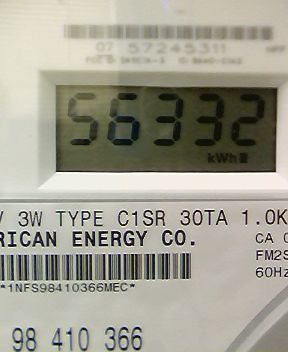 07 57245311
56332
kWh
V 3W TYPE C1SR 30TA 1.0K
RICAN ENERGY CO.
CA 0
FM2S
60Hz
*1NFS98410366MEC*
98 410 366